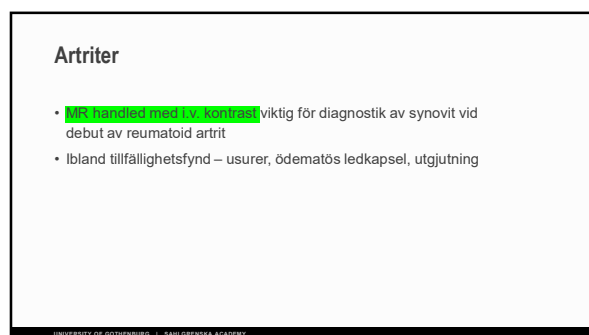 Artriter
• MR handled med i.v. kontrast viktig för diagnostik av synovit vid
debut av reumatoid artrit
• Ibland tillfällighetsfynd – usurer, ödematös ledkapsel, utgjutning
UNIVERSITY OF GOTHENBURG | SAHLGRENSKA ACADEMY